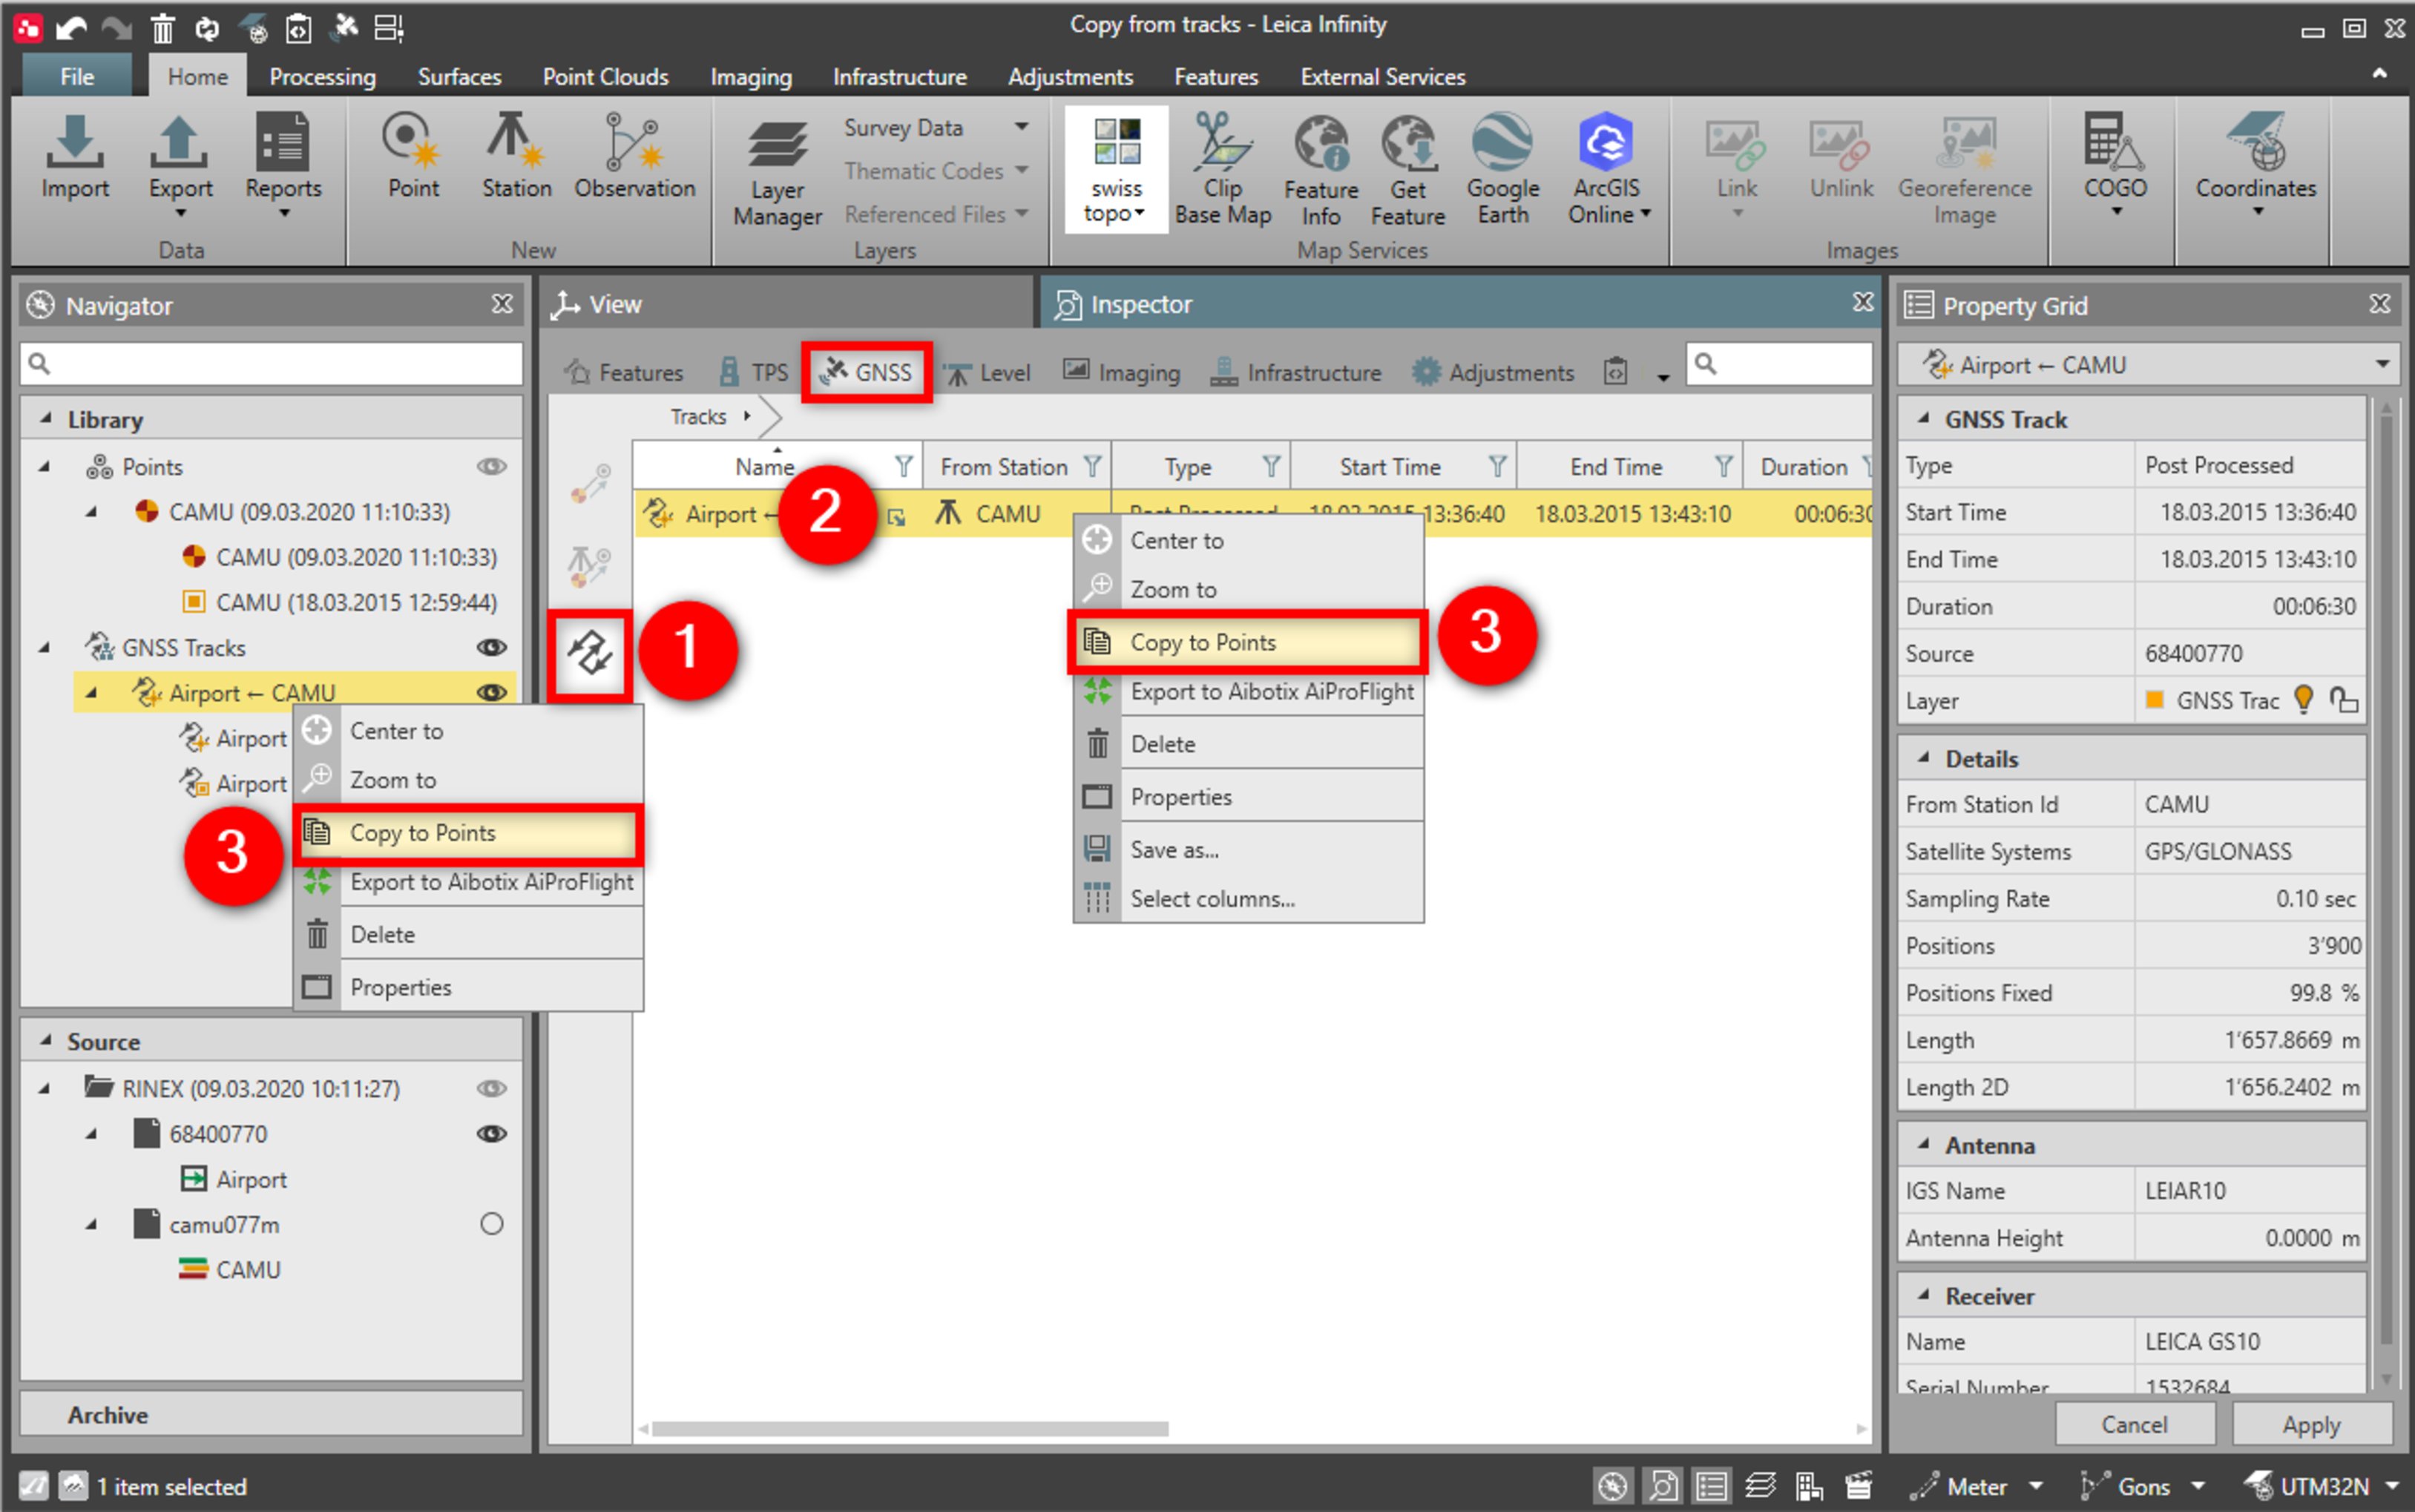 Copy from tracks - Leica Infinity
File Home Processing Surfaces Point Clouds Imaging Infrastructure Adjustments Features External Services
Import Export Reports
Data
Point Station Observation
New
Layer Manager
Survey Data
Thematic Codes
Referenced Files
Layers
swiss topo
Clip Base Map
Feature Info
Get Feature
Google Earth
ArcGIS Online
Map Services
Link Unlink Georeference Image
Images
COGO
Coordinates
Navigator
Library
Points
CAMU (09.03.2020 11:10:33)
CAMU (09.03.2020 11:10:33)
CAMU (18.03.2015 12:59:44)
GNSS Tracks
Airport ← CAMU
Airport
Airport
3
Center to
Zoom to
Copy to Points
Export to Aibotix AiProFlight
Delete
Properties
Source
RINEX (09.03.2020 10:11:27)
68400770
Airport
camu077m
CAMU
Archive
View
Inspector
Features TPS GNSS Level Imaging Infrastructure Adjustments
Tracks
Name From Station Type Start Time End Time Duration
Airport ← CAMU Post Processed 18.03.2015 13:36:40 18.03.2015 13:43:10 00:06:30
2
1
Center to
Zoom to
Copy to Points
3
Export to Aibotix AiProFlight
Delete
Properties
Save as...
Select columns...
Property Grid
Airport ← CAMU
GNSS Track
Type Post Processed
Start Time 18.03.2015 13:36:40
End Time 18.03.2015 13:43:10
Duration 00:06:30
Source 68400770
Layer GNSS Trac
Details
From Station Id CAMU
Satellite Systems GPS/GLONASS
Sampling Rate 0.10 sec
Positions 3'900
Positions Fixed 99.8 %
Length 1'657.8669 m
Length 2D 1'656.2402 m
Antenna
IGS Name LEIAR10
Antenna Height 0.0000 m
Receiver
Name LEICA GS10
Serial Number 1532684
Cancel Apply
1 item selected
Meter Gons UTM32N